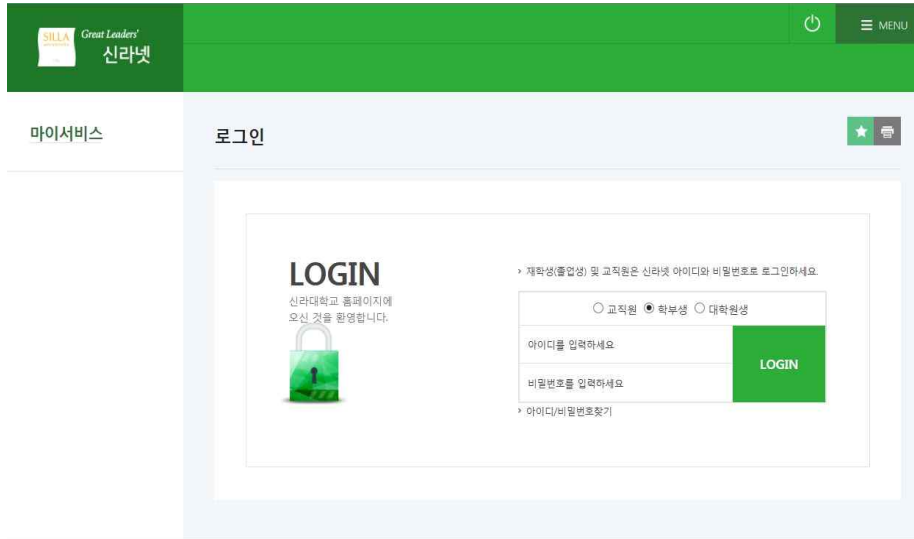 SILLA
Great Leaders'
신라넷
MENU
마이서비스
로그인
LOGIN
신라대학교 홈페이지에
오신 것을 환영합니다.
재학생(졸업생) 및 교직원은 신라넷 아이디와 비밀번호로 로그인하세요.
교직원 학부생 대학원생
아이디를 입력하세요
비밀번호를 입력하세요
LOGIN
아이디/비밀번호찾기